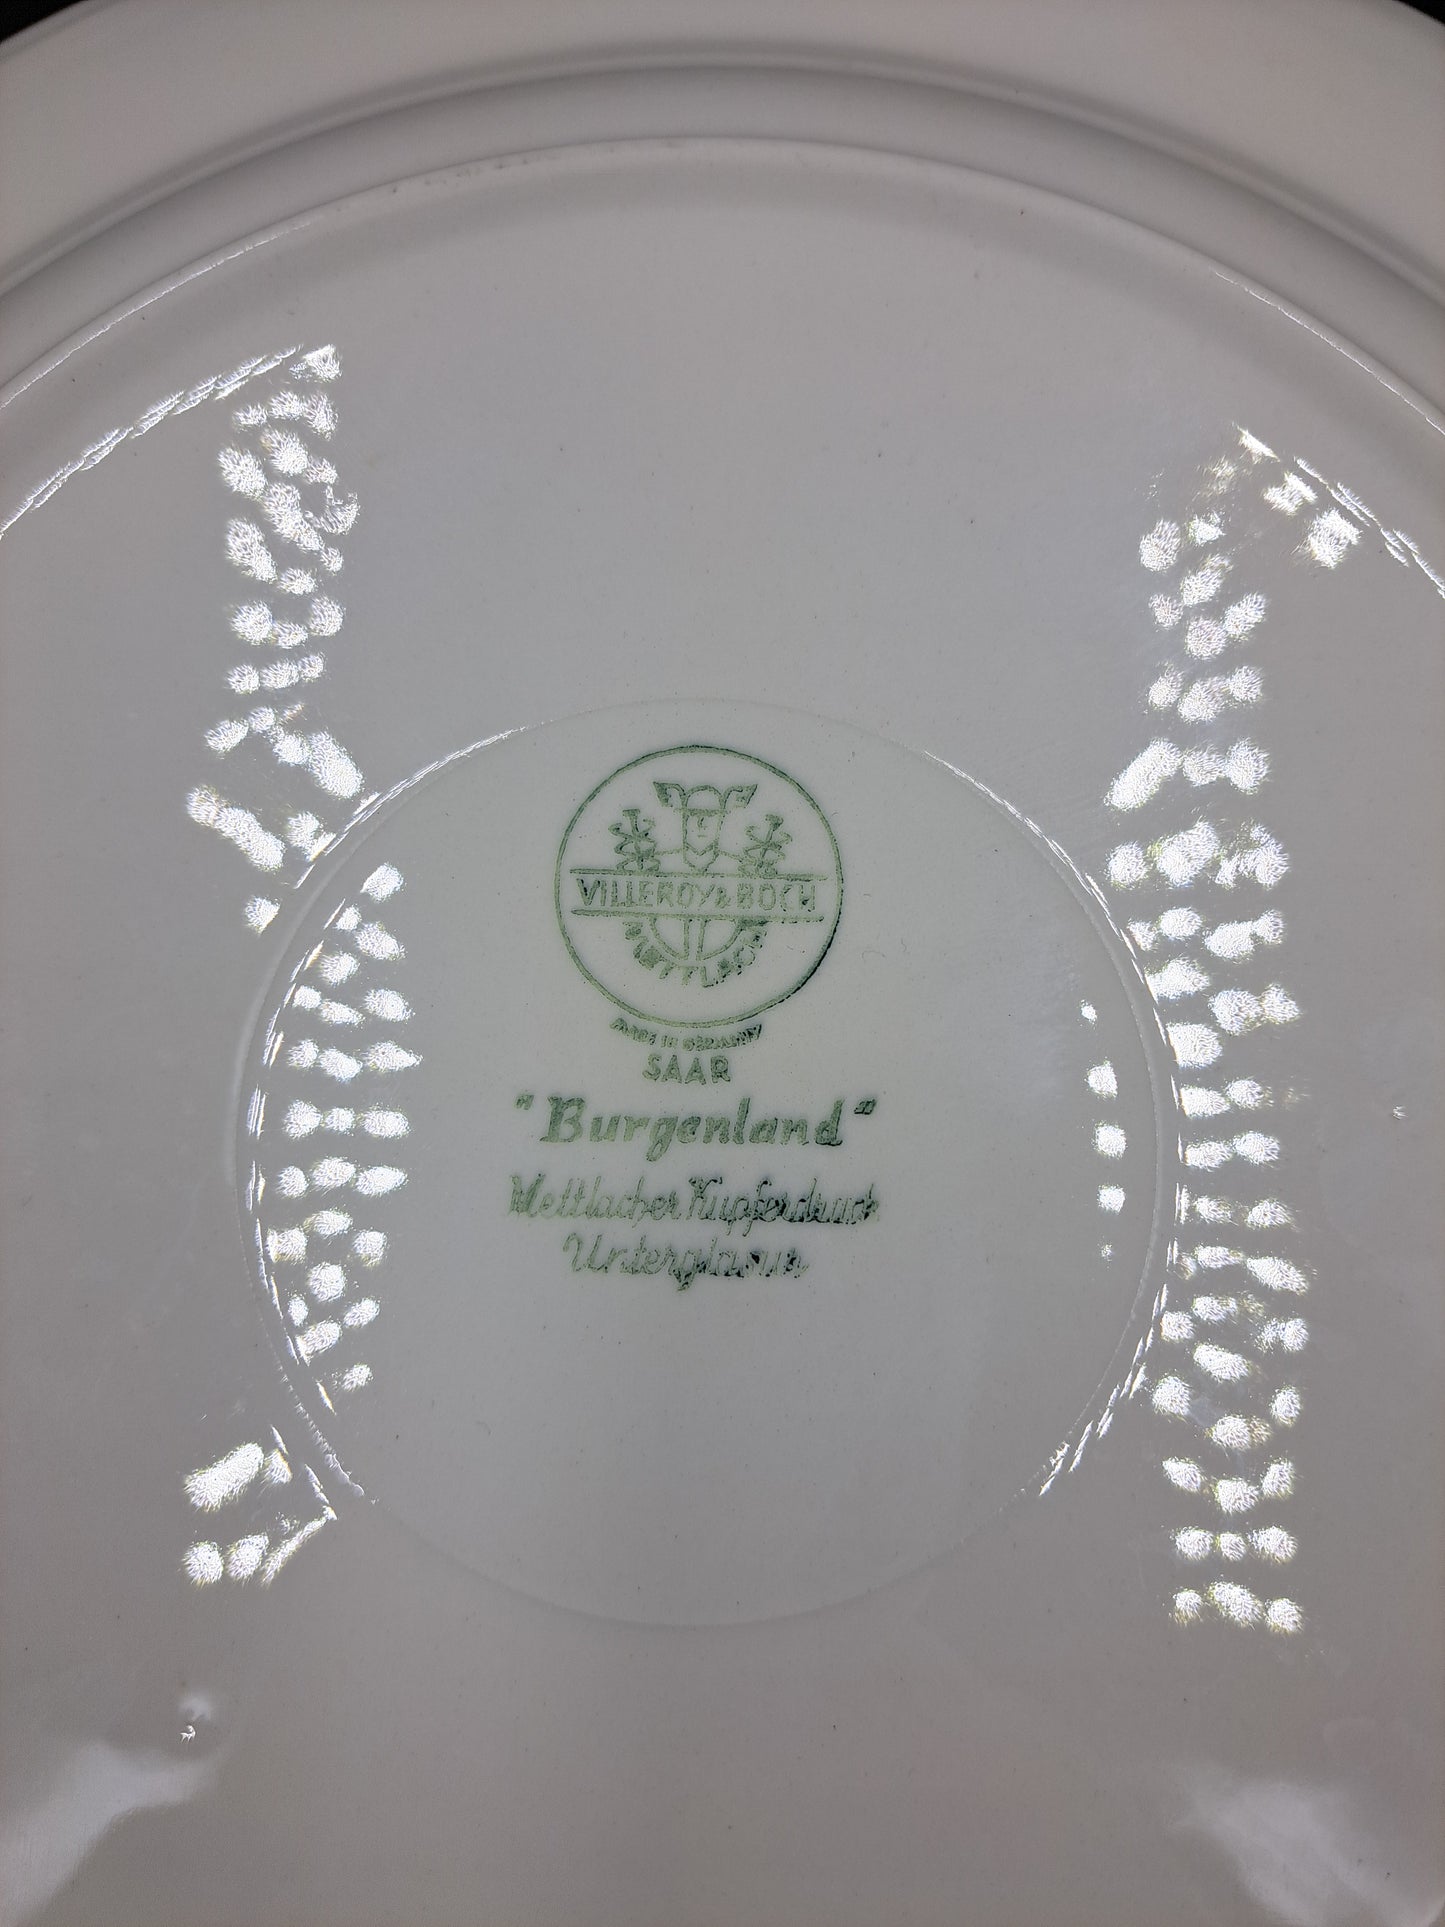 VILLEROY & BOCH
METTLACH
MADE IN GERMANY
SAAR
"Burgenland"
Mettlacher Kupferdruck
Unterglasur